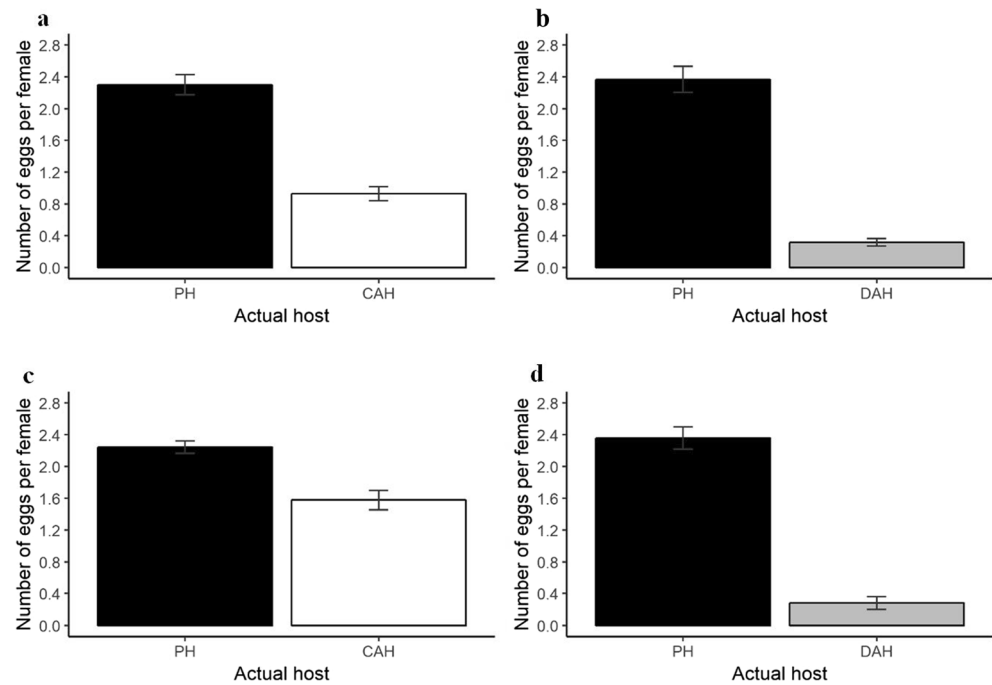 a
Number of eggs per female
2.8
2.4
2.0
1.6
1.2
0.8
0.4
0.0
PH CAH
Actual host
b
Number of eggs per female
2.8
2.4
2.0
1.6
1.2
0.8
0.4
0.0
PH DAH
Actual host
c
Number of eggs per female
2.8
2.4
2.0
1.6
1.2
0.8
0.4
0.0
PH CAH
Actual host
d
Number of eggs per female
2.8
2.4
2.0
1.6
1.2
0.8
0.4
0.0
PH DAH
Actual host